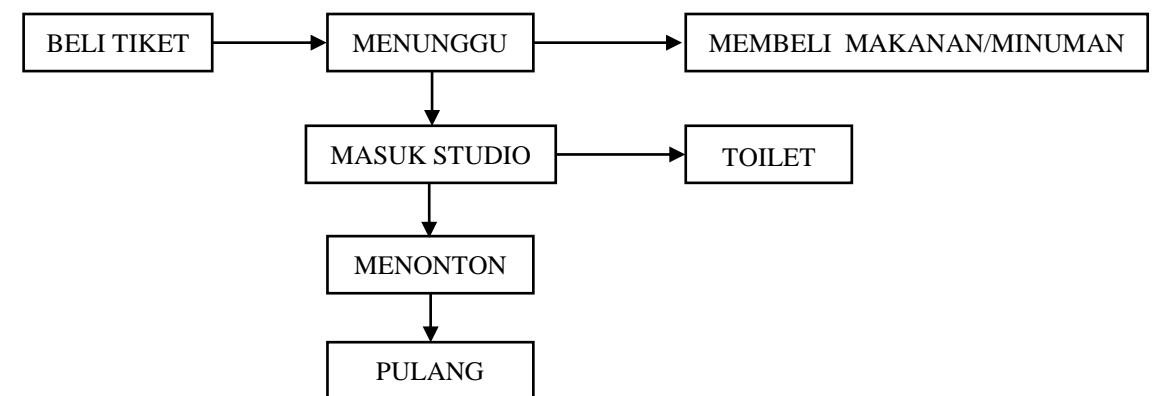 BELI TIKET
MENUNGGU
MEMBELI MAKANAN/MINUMAN
MASUK STUDIO
TOILET
MENONTON
PULANG